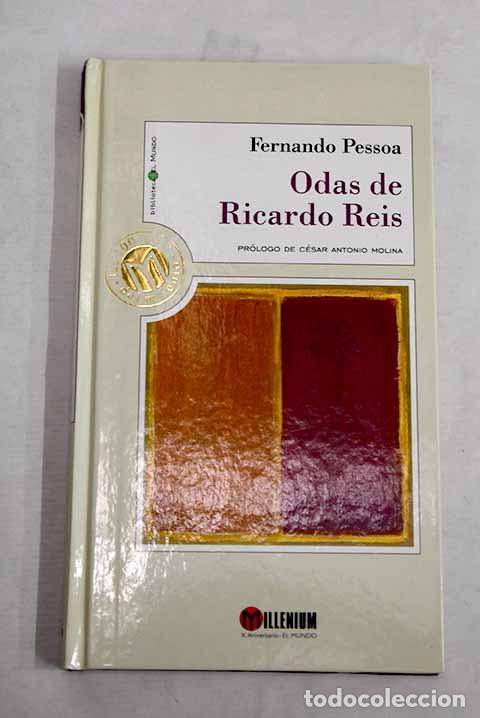 Fernando Pessoa
Odas de
Ricardo Reis
PRÓLOGO DE CÉSAR ANTONIO MOLINA
biblioteca EL MUNDO
MILLENIUM
X Aniversario - EL MUNDO
todocoleccion